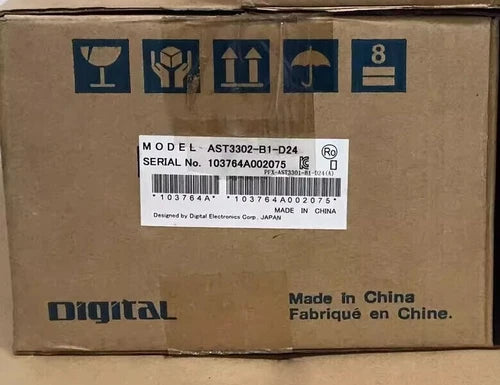 8
MODEL AST3302-B1-D24
SERIAL No. 103764A002075
Ro
PFX-AST3301-B1-D24(A)
*103764A* *103764A002075*
MADE IN CHINA
Designed by Digital Electronics Corp. JAPAN
Digital
Made in China
Fabriqué en Chine.